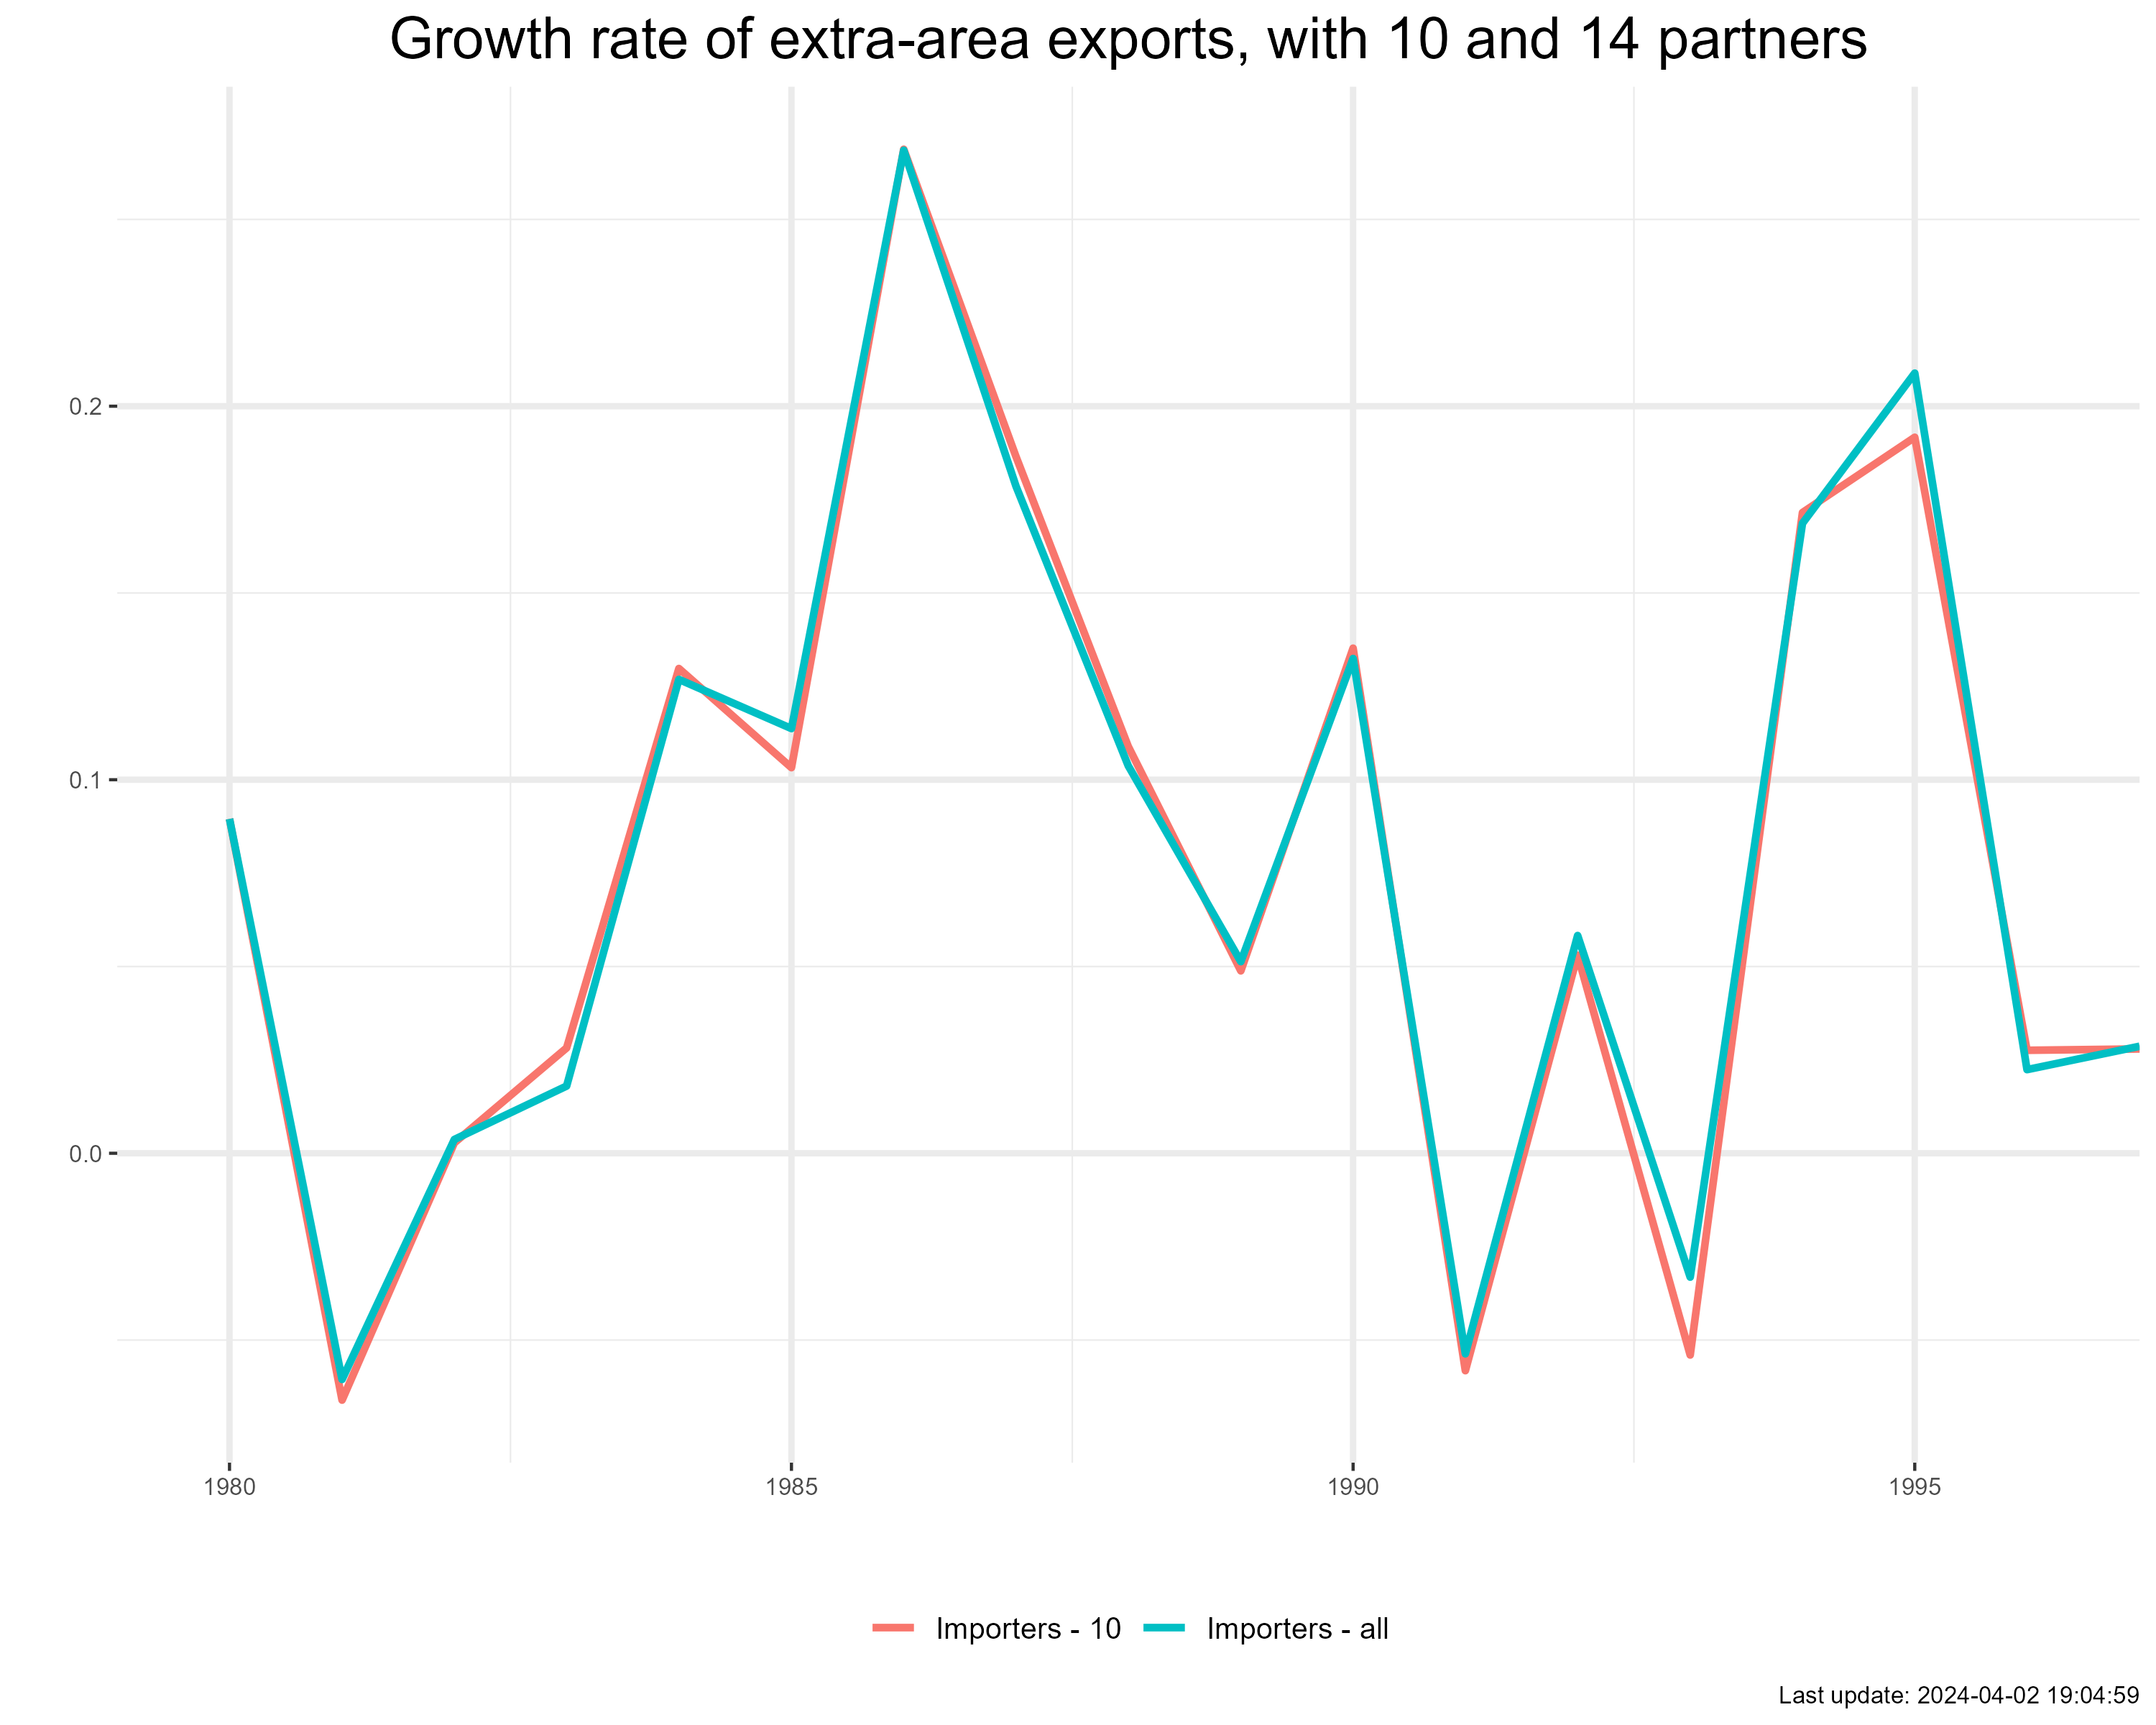 Growth rate of extra-area exports, with 10 and 14 partners
0.2
0.1
0.0
1980 1985 1990 1995
Importers - 10 Importers - all
Last update: 2024-04-02 19:04:59